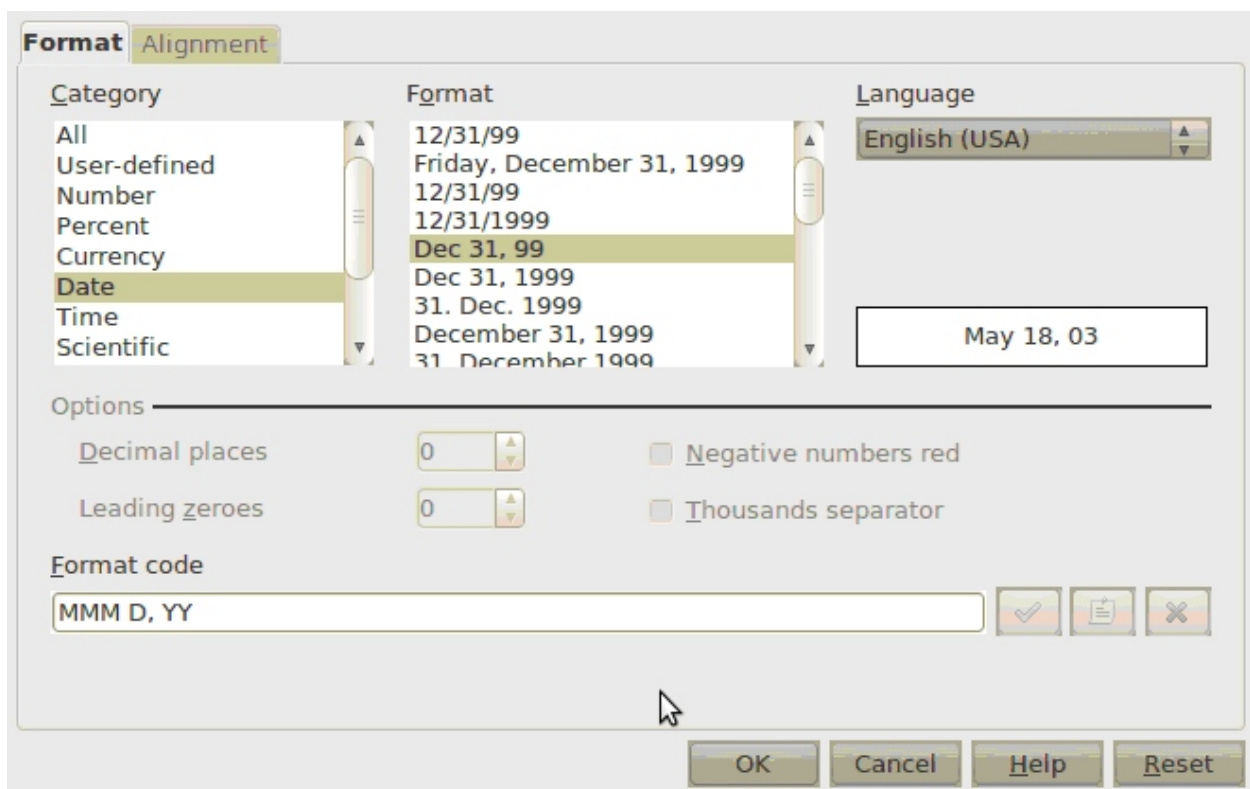 Format Alignment
Category
All
User-defined
Number
Percent
Currency
Date
Time
Scientific
Format
12/31/99
Friday, December 31, 1999
12/31/99
12/31/1999
Dec 31, 99
Dec 31, 1999
31. Dec. 1999
December 31, 1999
31. December 1999
Language
English (USA)
May 18, 03
Options
Decimal places 0
Negative numbers red
Leading zeroes 0
Thousands separator
Format code
MMM D, YY
OK Cancel Help Reset